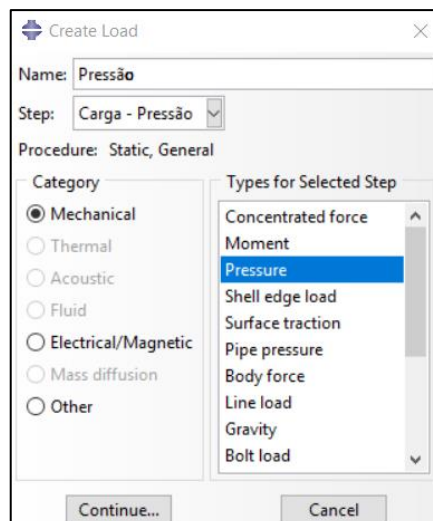 Create Load
Name: Pressão
Step: Carga - Pressão
Procedure: Static, General
Category
Mechanical
Thermal
Acoustic
Fluid
Electrical/Magnetic
Mass diffusion
Other
Types for Selected Step
Concentrated force
Moment
Pressure
Shell edge load
Surface traction
Pipe pressure
Body force
Line load
Gravity
Bolt load
Continue...
Cancel